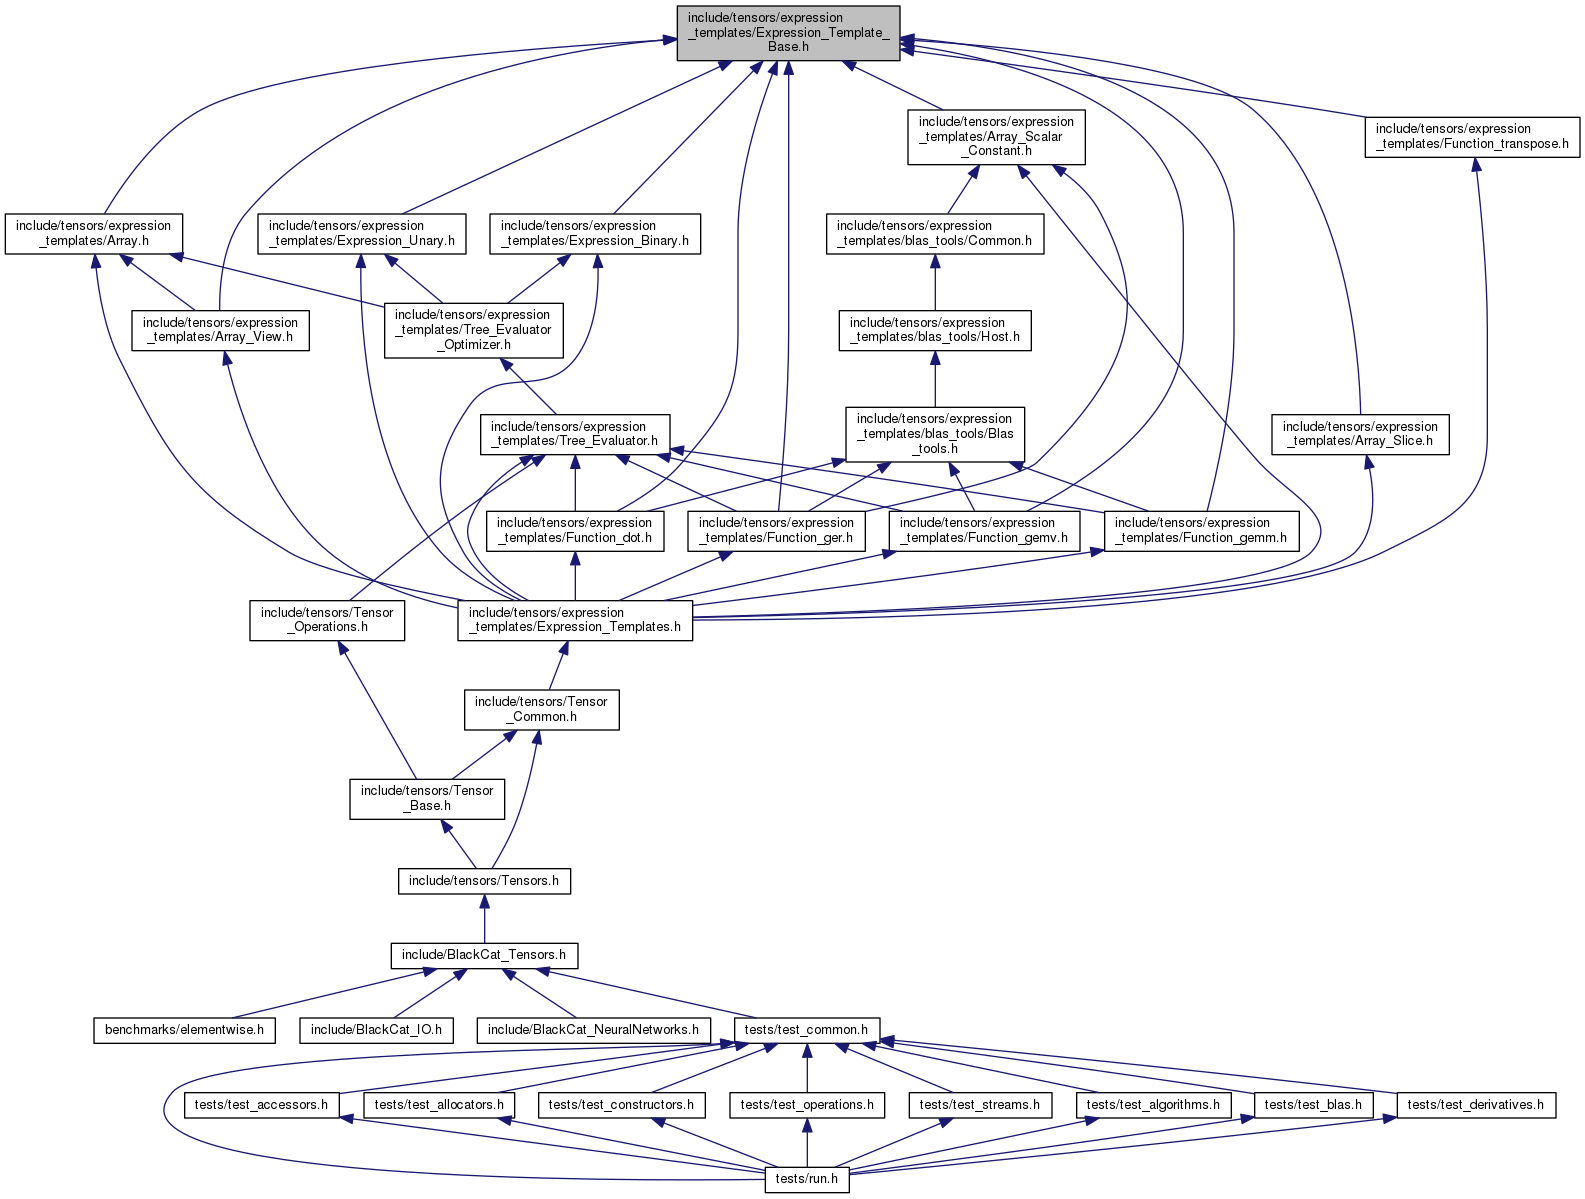 include/tensors/expression
_templates/Expression_Template_
Base.h
include/tensors/expression
_templates/Array_Scalar
_Constant.h
include/tensors/expression
_templates/Function_transpose.h
include/tensors/expression
_templates/Array.h
include/tensors/expression
_templates/Expression_Unary.h
include/tensors/expression
_templates/Expression_Binary.h
include/tensors/expression
_templates/blas_tools/Common.h
include/tensors/expression
_templates/Array_View.h
include/tensors/expression
_templates/Tree_Evaluator
_Optimizer.h
include/tensors/expression
_templates/blas_tools/Host.h
include/tensors/expression
_templates/Tree_Evaluator.h
include/tensors/expression
_templates/blas_tools/Blas
_tools.h
include/tensors/expression
_templates/Array_Slice.h
include/tensors/expression
_templates/Function_dot.h
include/tensors/expression
_templates/Function_ger.h
include/tensors/expression
_templates/Function_gemv.h
include/tensors/expression
_templates/Function_gemm.h
include/tensors/Tensor
_Operations.h
include/tensors/expression
_templates/Expression_Templates.h
include/tensors/Tensor
_Common.h
include/tensors/Tensor
_Base.h
include/tensors/Tensors.h
include/BlackCat_Tensors.h
benchmarks/elementwise.h
include/BlackCat_IO.h
include/BlackCat_NeuralNetworks.h
tests/test_common.h
tests/test_accessors.h
tests/test_allocators.h
tests/test_constructors.h
tests/test_operations.h
tests/test_streams.h
tests/test_algorithms.h
tests/test_blas.h
tests/test_derivatives.h
tests/run.h